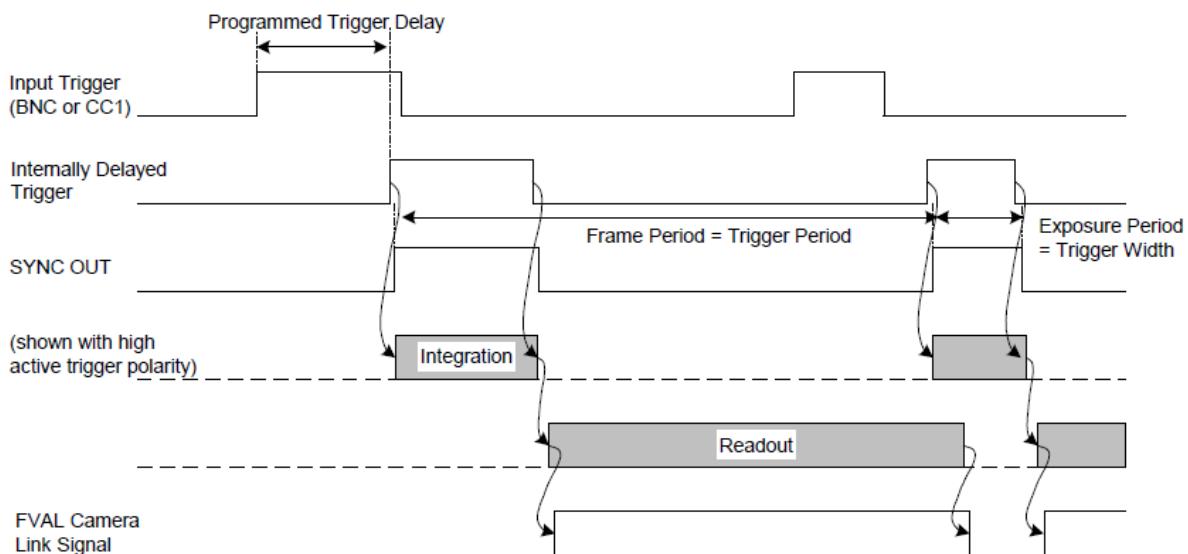 Programmed Trigger Delay
Input Trigger
(BNC or CC1)
Internally Delayed
Trigger
Frame Period = Trigger Period
Exposure Period
= Trigger Width
SYNC OUT
(shown with high
active trigger polarity)
Integration
Readout
FVAL Camera
Link Signal